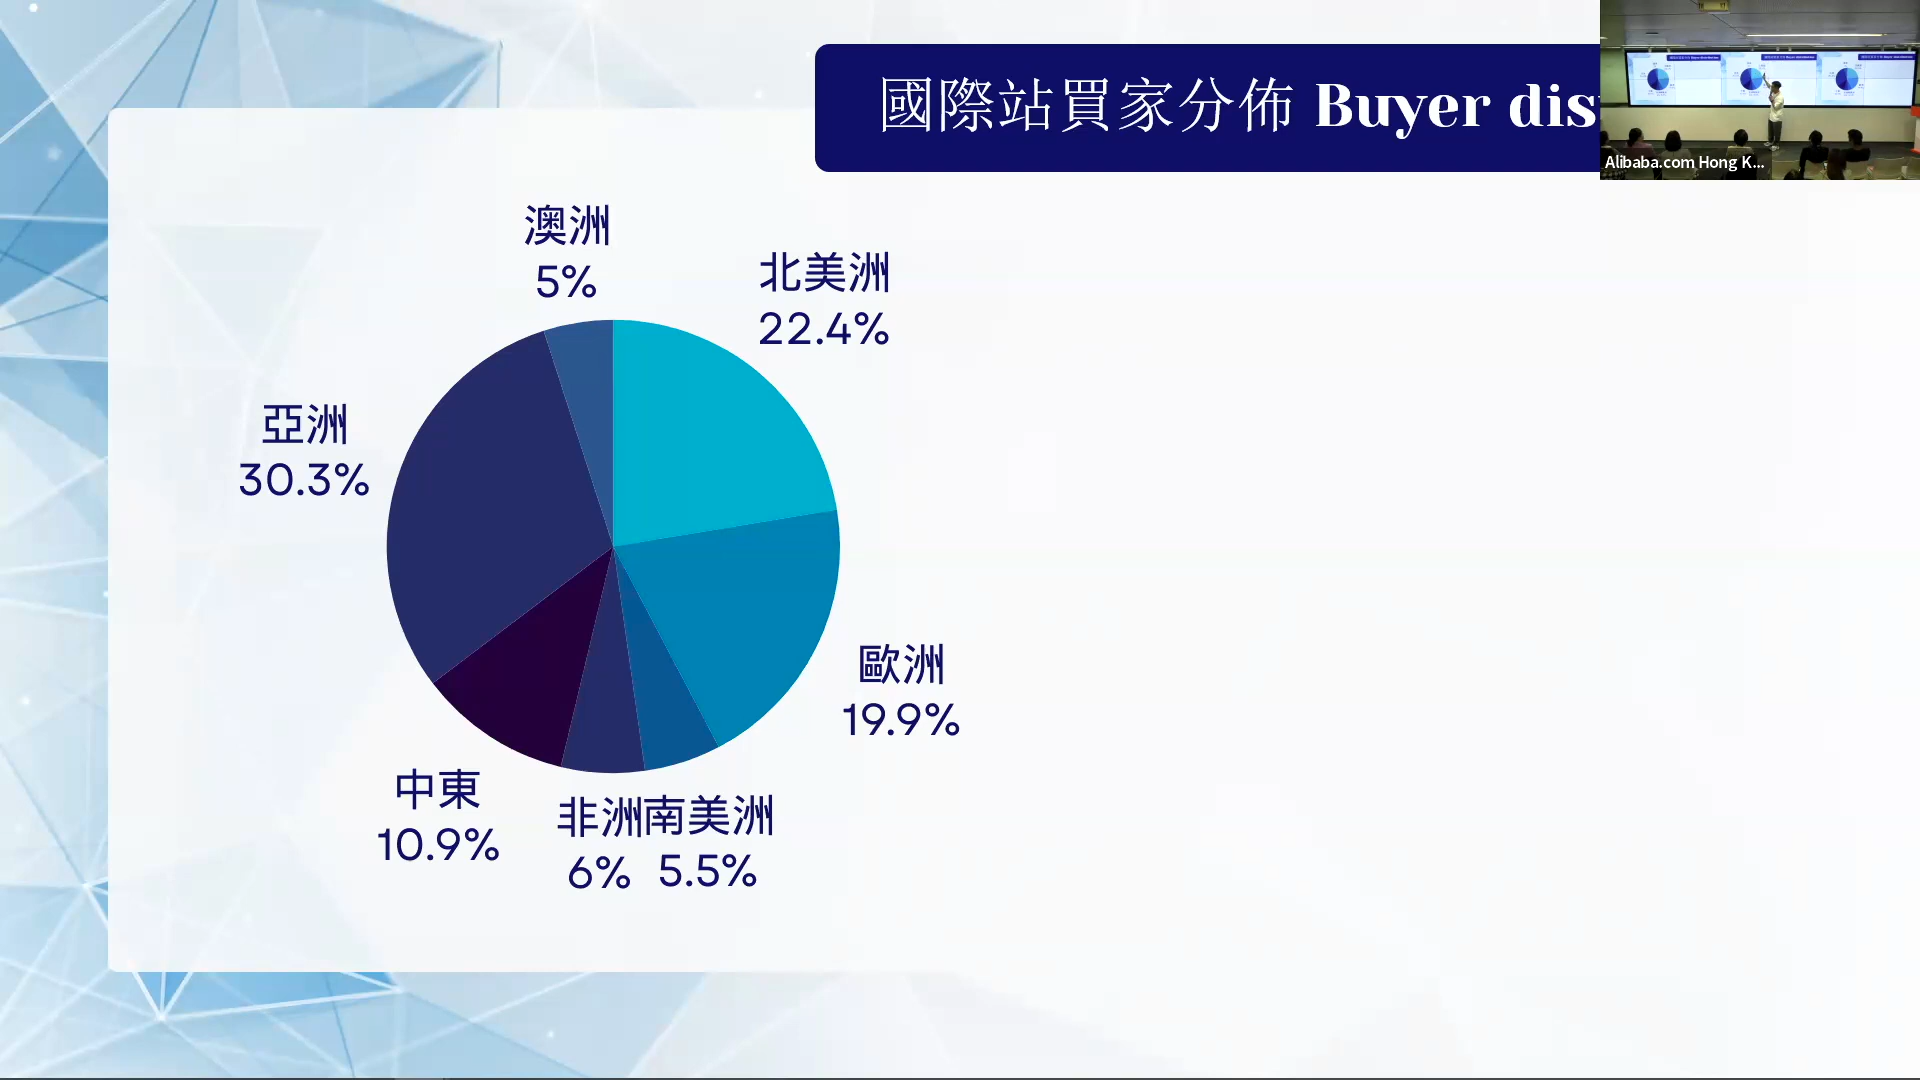 國際站買家分佈 Buyer dis
Alibaba.com Hong K...
澳洲
5%
北美洲
22.4%
亞洲
30.3%
歐洲
19.9%
中東
10.9%
非洲
6%
南美洲
5.5%